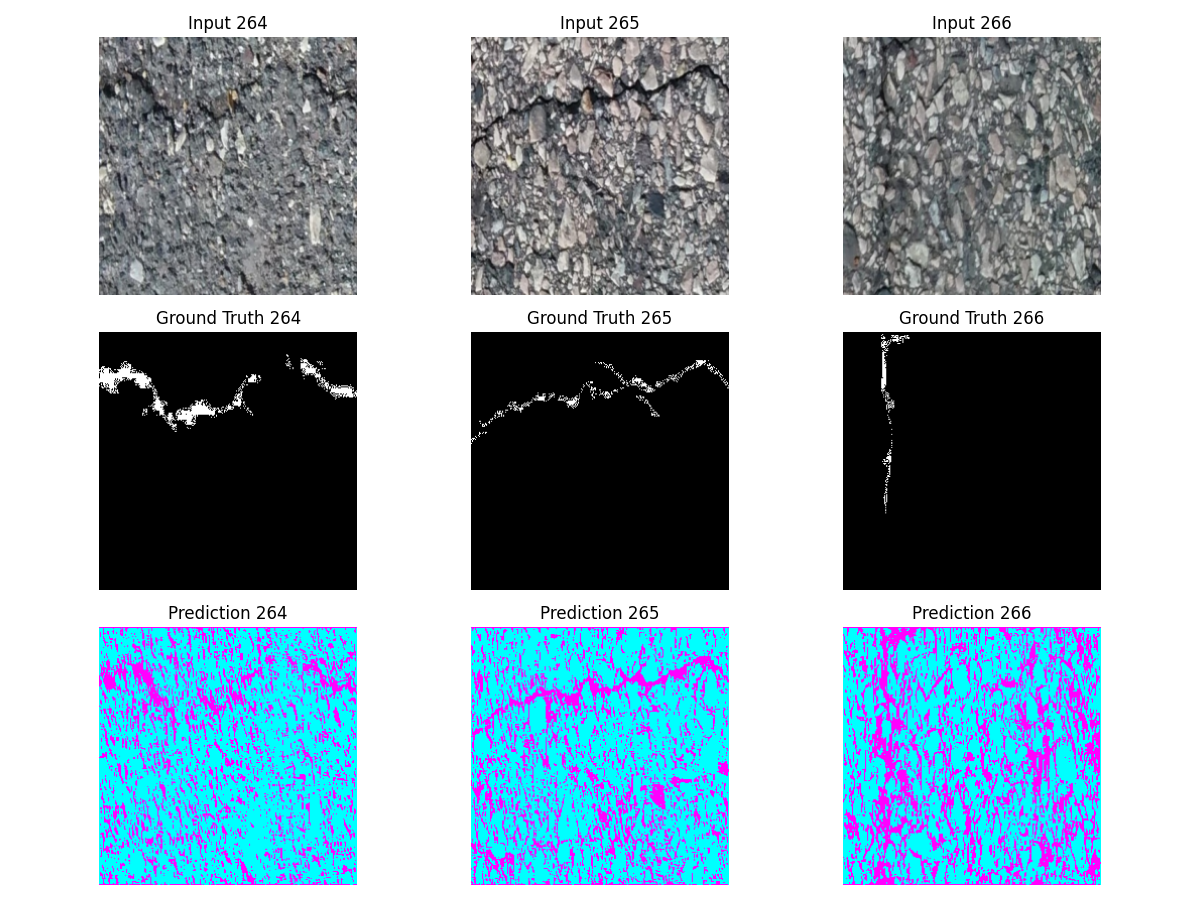 Input 264
Input 265
Input 266
Ground Truth 264
Ground Truth 265
Ground Truth 266
Prediction 264
Prediction 265
Prediction 266